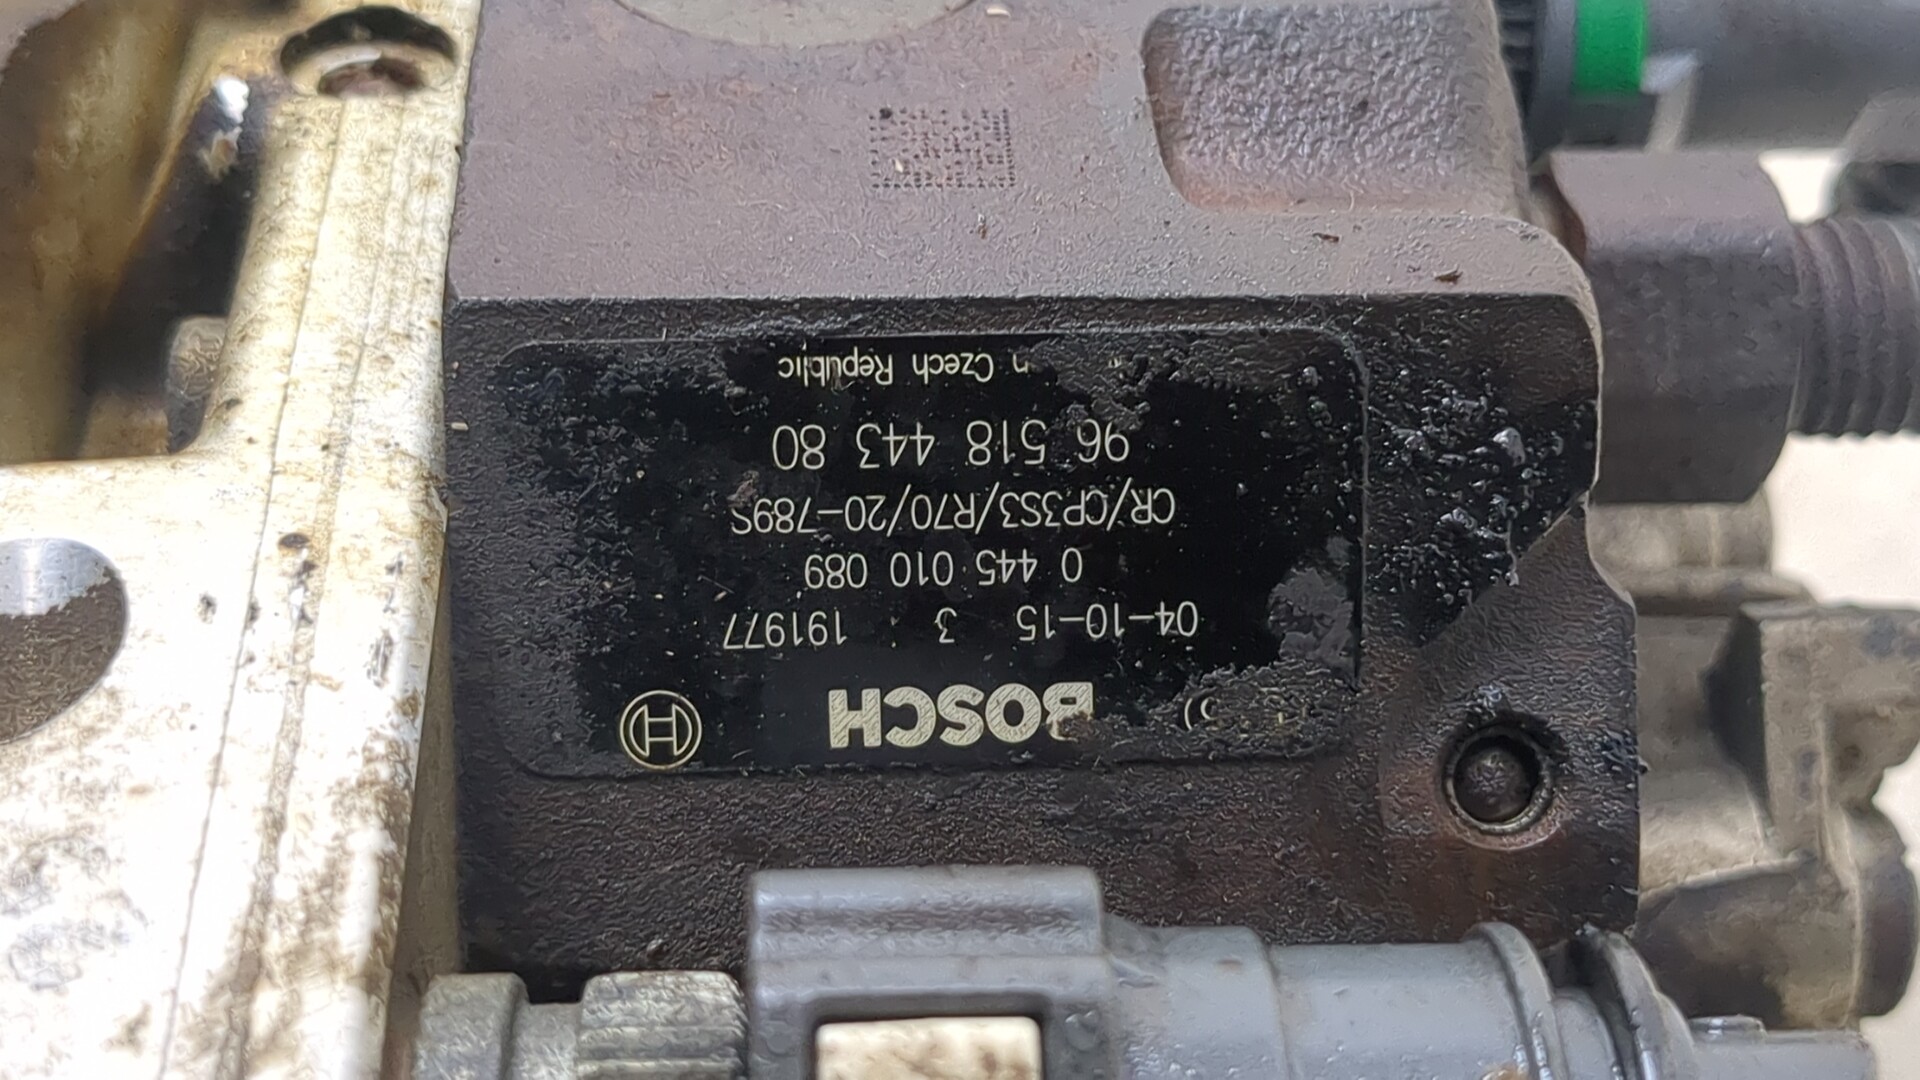 BOSCH
04-10-15 3 191977
0 445 010 089
CR/CP3S3/R70/20-789S
96 518 443 80
Czech Republic